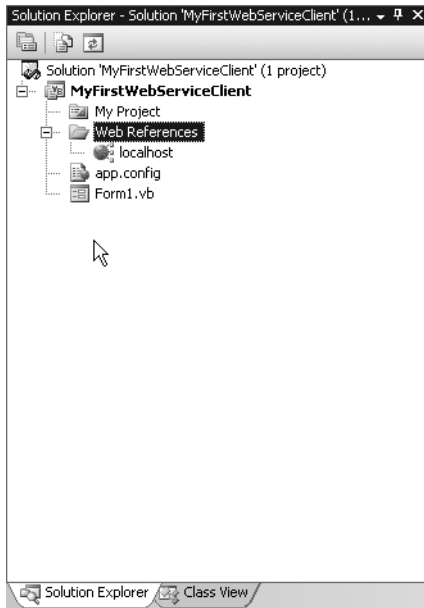 Solution Explorer - Solution 'MyFirstWebServiceClient' (1...
Solution 'MyFirstWebServiceClient' (1 project)
MyFirstWebServiceClient
My Project
Web References
localhost
app.config
Form1.vb
Solution Explorer Class View